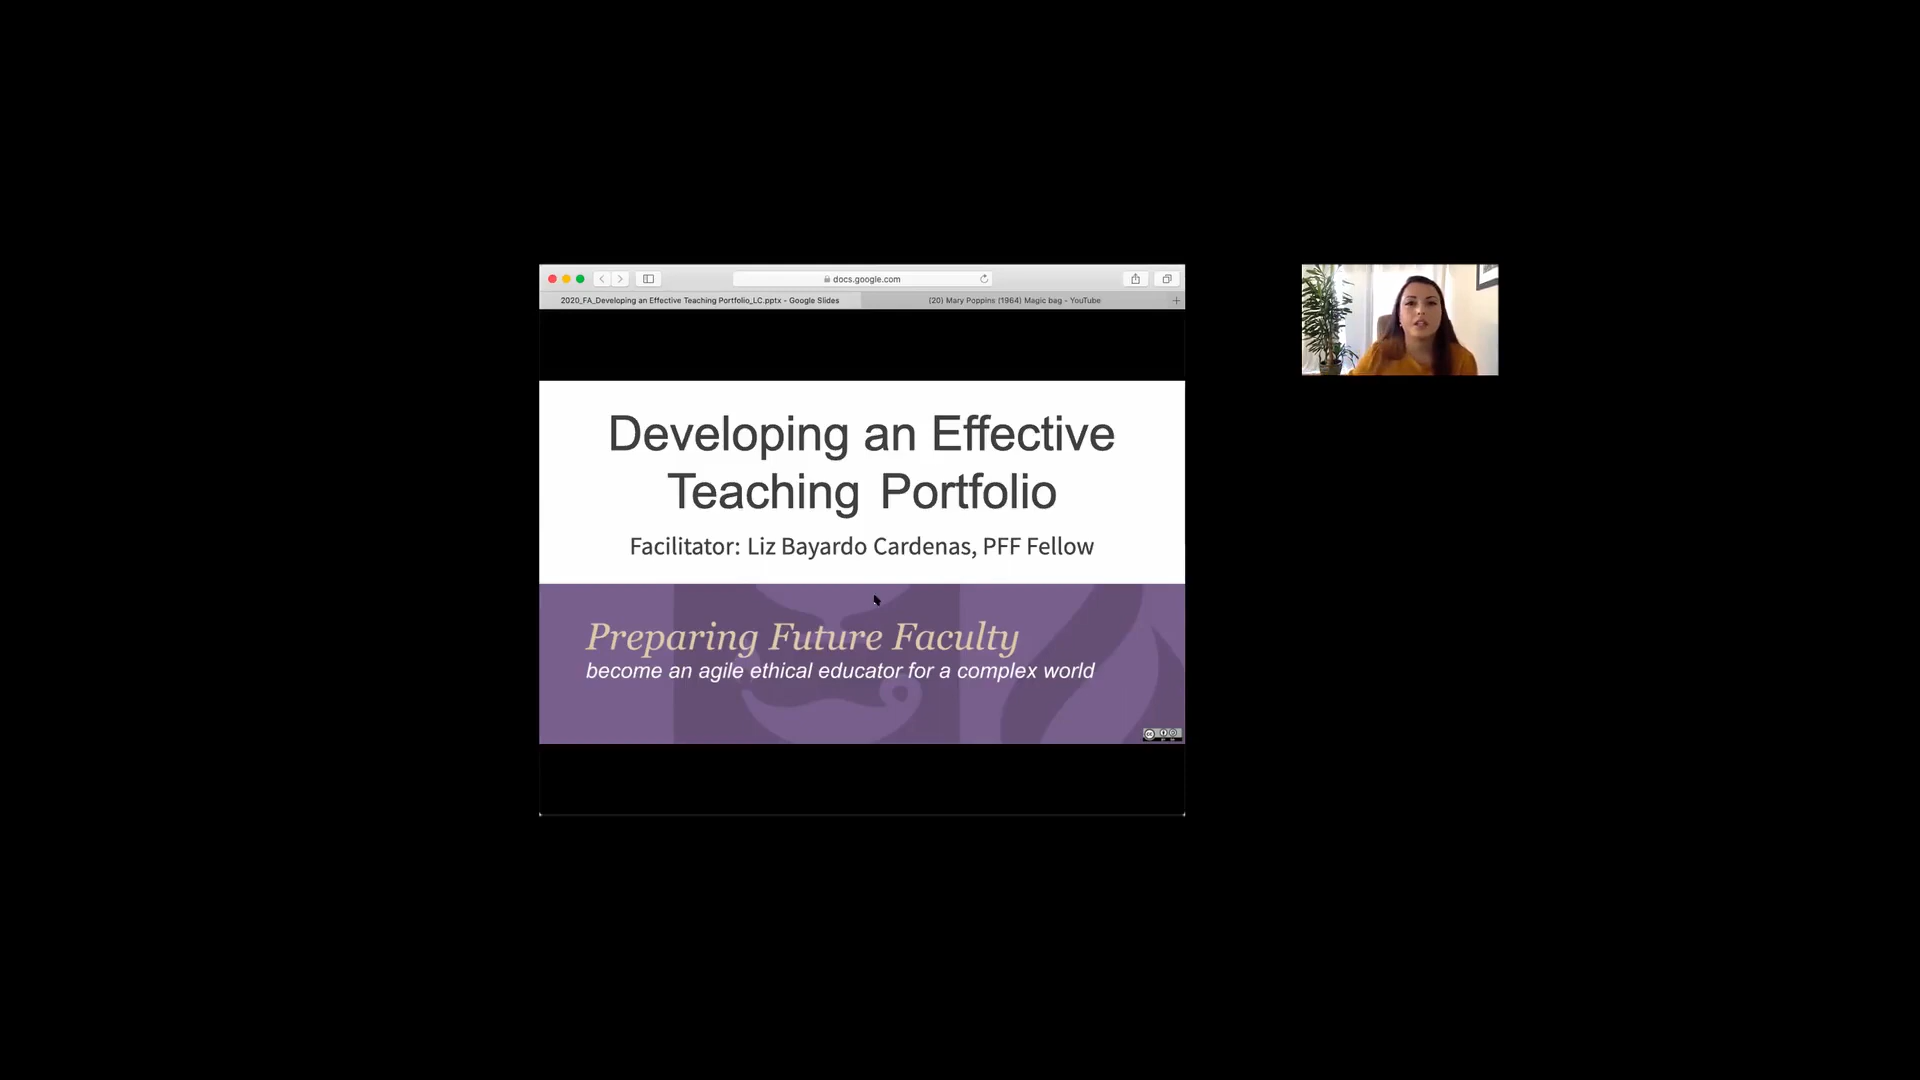 docs.google.com
2020_FA_Developing an Effective Teaching Portfolio_LC.pptx - Google Slides
(20) Mary Poppins (1964) Magic bag - YouTube
Developing an Effective
Teaching Portfolio
Facilitator: Liz Bayardo Cardenas, PFF Fellow
Preparing Future Faculty
become an agile ethical educator for a complex world